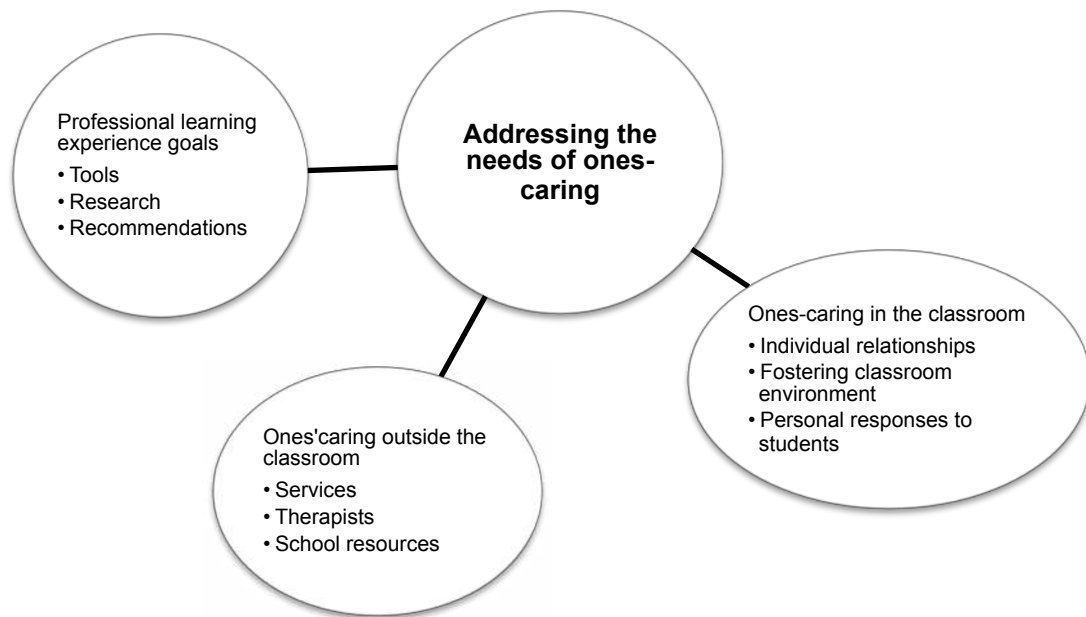 Addressing the
needs of ones-
caring
Professional learning
experience goals
• Tools
• Research
• Recommendations
Ones'caring outside the
classroom
• Services
• Therapists
• School resources
Ones-caring in the classroom
• Individual relationships
• Fostering classroom
environment
• Personal responses to
students